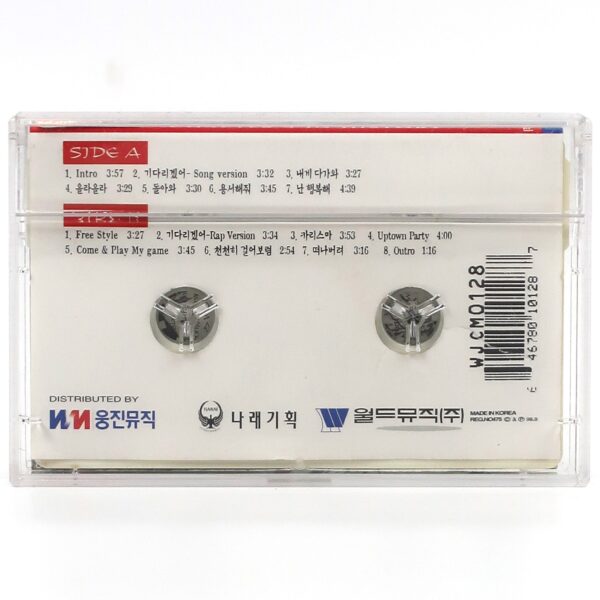 SIDE A
1. Intro 3:57 2. 기다리겠어- Song version 3:32 3. 내게 다가와 3:27
4. 울라울라 3:29 5. 돌아와 3:30 6. 용서해줘 3:45 7. 난 행복해 4:39
1. Free Style 3:27 2. 기다리겠어-Rap Version 3:34 3. 카리스마 3:53 4. Uptown Party 4:00
5. Come & Play My game 3:45 6. 천천히 걸어보렴 2:54 7. 떠나버려 3:16 8. Outro 1:16
WJCM0128
46780 10128 7
DISTRIBUTED BY
웅진뮤직
NARAE
나래기획
월드뮤직(주)
MADE IN KOREA